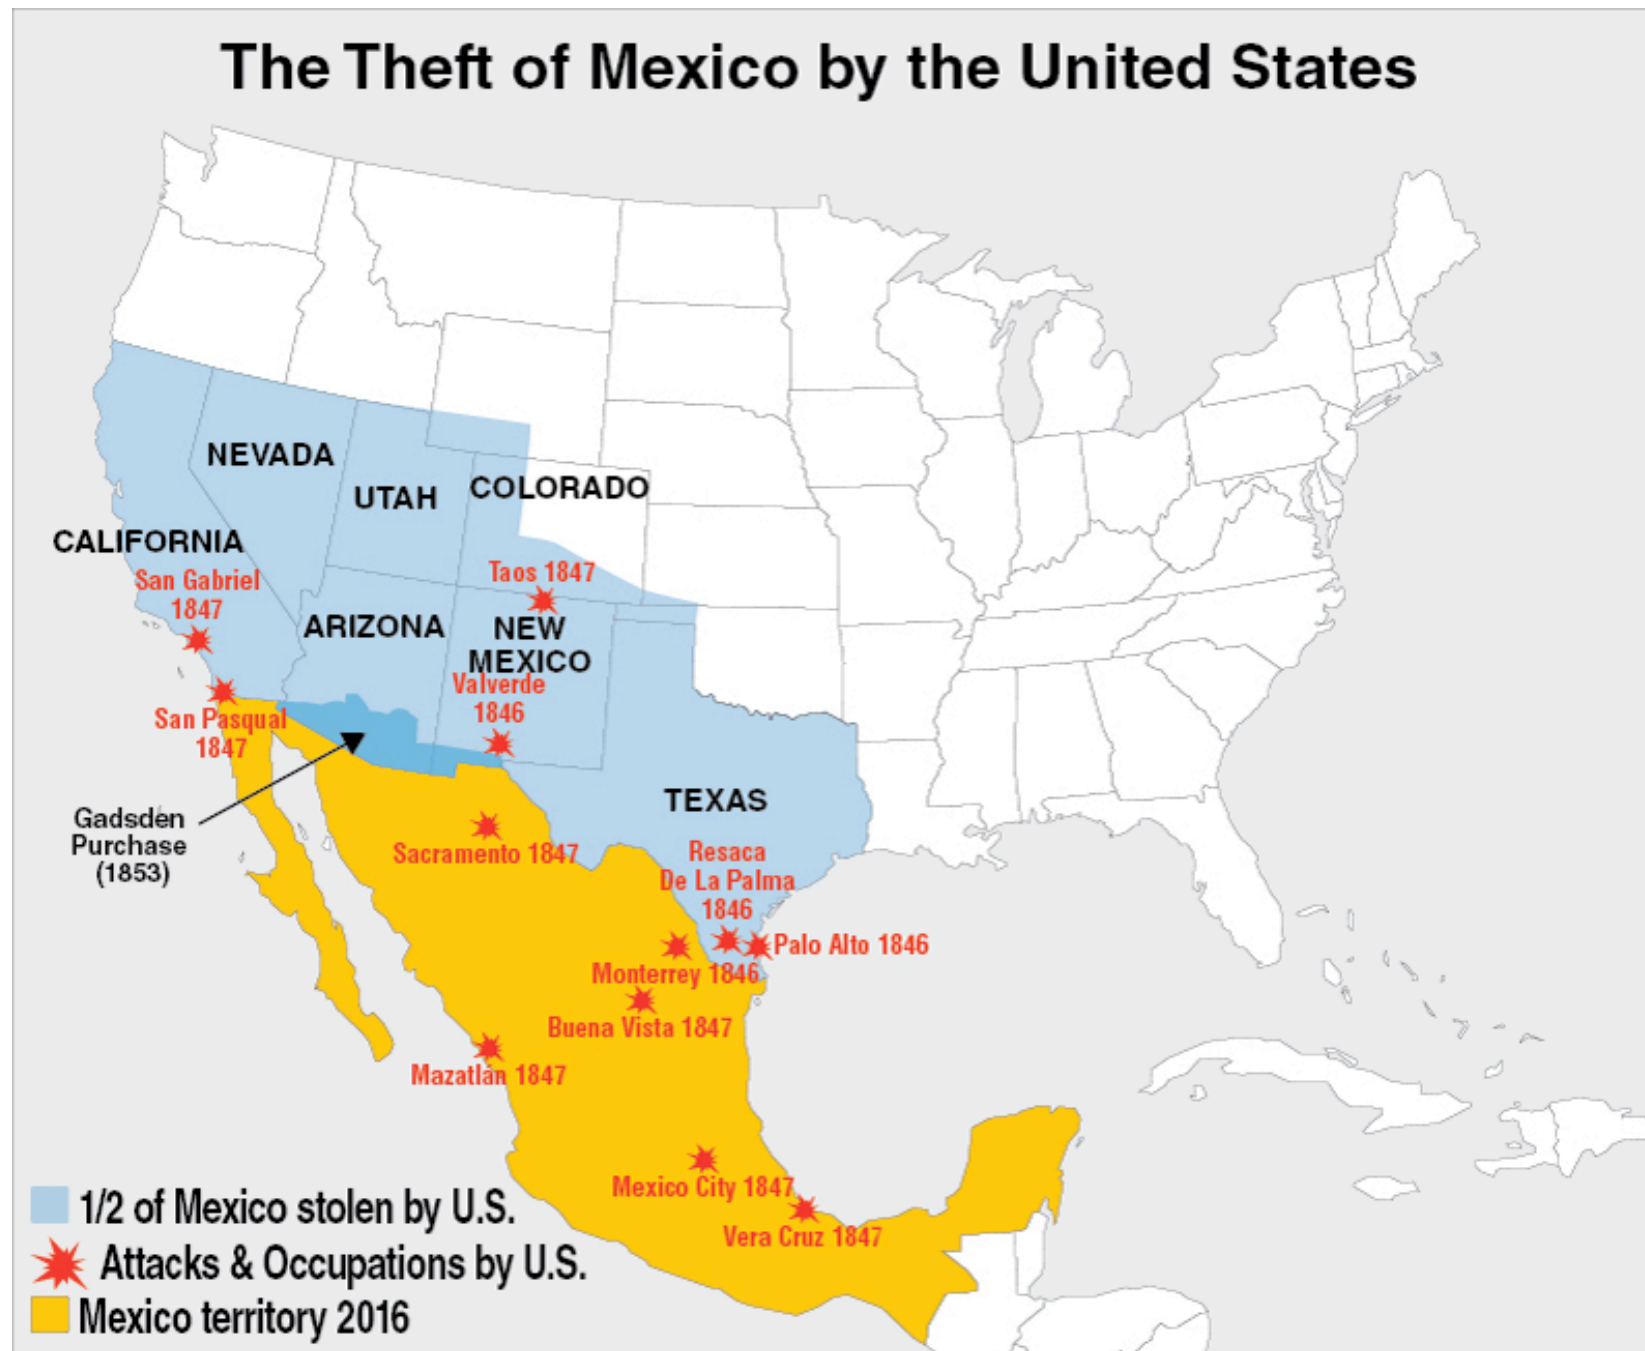 The Theft of Mexico by the United States
NEVADA
UTAH
COLORADO
CALIFORNIA
San Gabriel
1847
Taos 1847
ARIZONA
NEW
MEXICO
Valverde
1846
San Pasqual
1847
TEXAS
Gadsden
Purchase
(1853)
Sacramento 1847
Resaca
De La Palma
1846
Palo Alto 1846
Monterrey 1846
Buena Vista 1847
Mazatlán 1847
Mexico City 1847
Vera Cruz 1847
1/2 of Mexico stolen by U.S.
Attacks & Occupations by U.S.
Mexico territory 2016